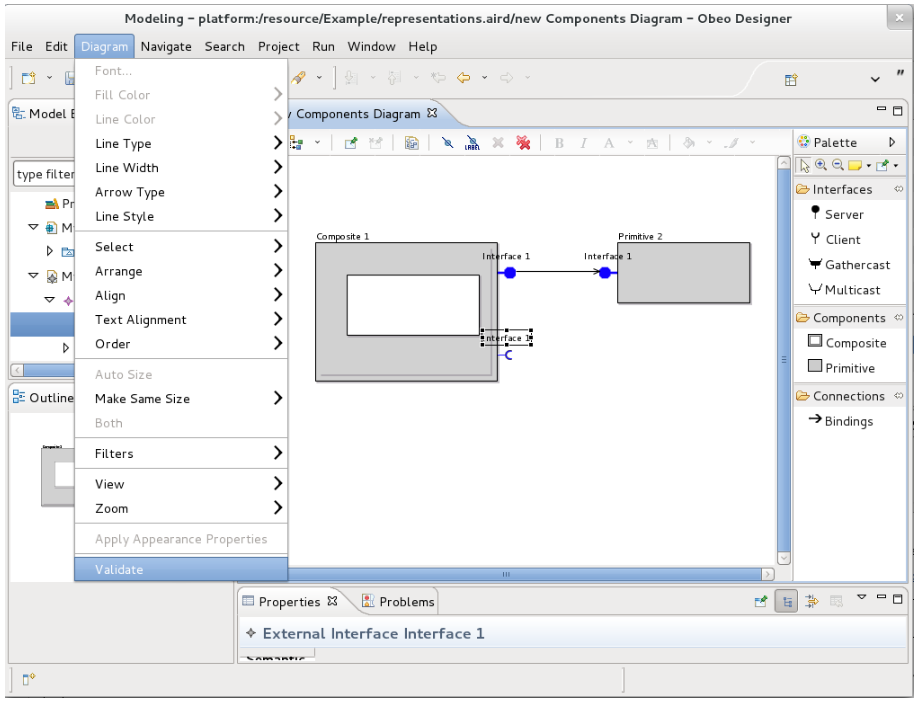 Modeling – platform:/resource/Example/representations.aird/new Components Diagram – Obeo Designer
File Edit Diagram Navigate Search Project Run Window Help
Font...
Fill Color
Line Color
Line Type
Line Width
Arrow Type
Line Style
Select
Arrange
Align
Text Alignment
Order
Auto Size
Make Same Size
Both
Filters
View
Zoom
Apply Appearance Properties
Validate
Model
type filter
Outline
Components Diagram
LABEL
B I A
Composite 1
Interface 1
Interface 1
Primitive 2
Interface 1
Palette
Interfaces
Server
Client
Gathercast
Multicast
Components
Composite
Primitive
Connections
Bindings
Properties
Problems
External Interface Interface 1
Semantic